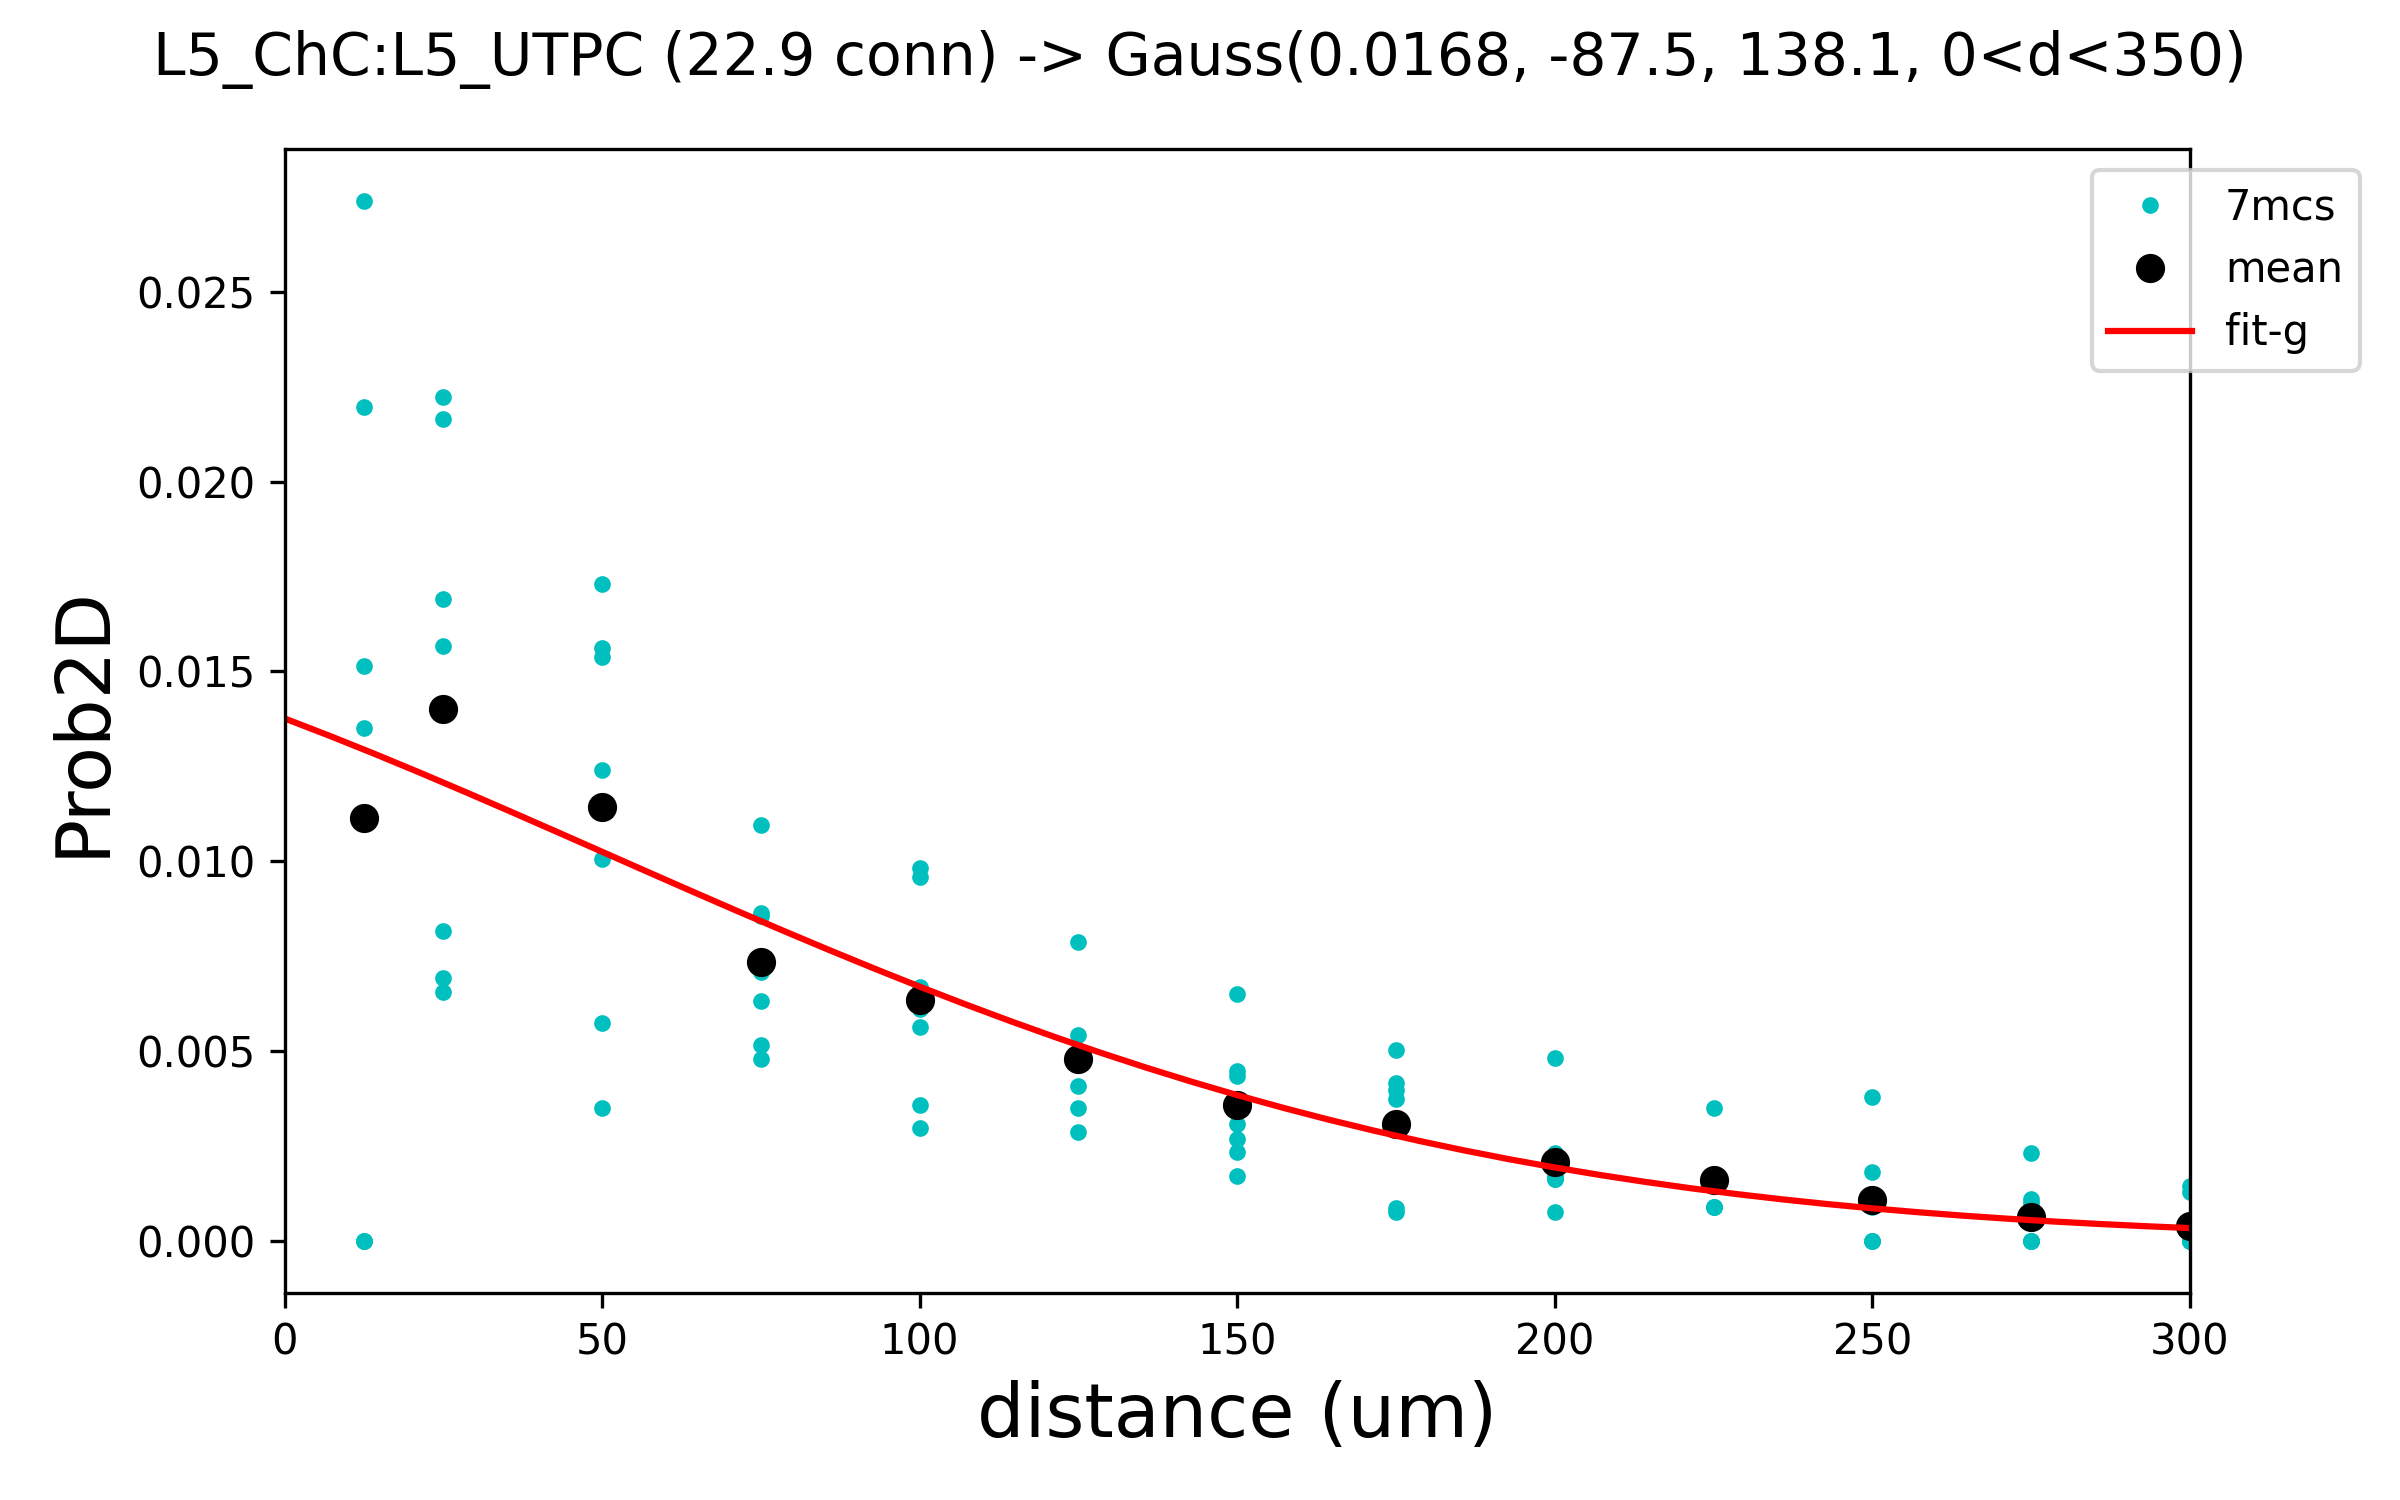 L5_ChC:L5_UTPC (22.9 conn) -> Gauss(0.0168, -87.5, 138.1, 0<d<350)
7mcs
mean
fit-g
Prob2D
0.025
0.020
0.015
0.010
0.005
0.000
0 50 100 150 200 250 300
distance (um)